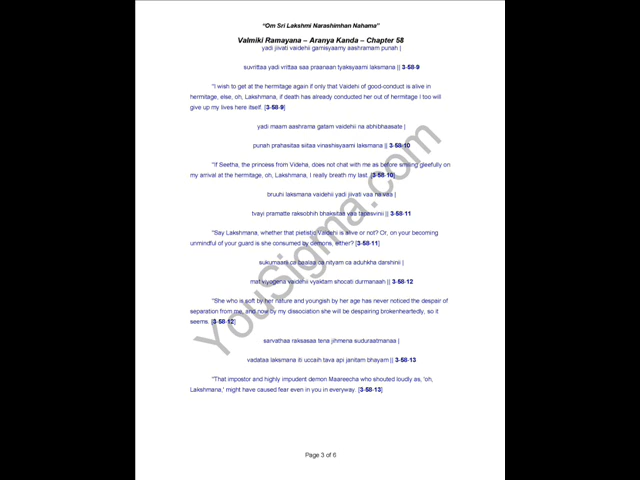 "Om Sri Lakshmi Narashimhan Nahama"
Valmiki Ramayana – Aranya Kanda – Chapter 58
yadi jiivati vaidehii gamisyaamy aashramam punah |
suvrittaa yadi vrittaa saa praanaan tyaksyaami laksmana || 3-58-9
"I wish to get at the hermitage again if only that Vaidehi of good-conduct is alive in
hermitage, else, oh, Lakshmana, if death has already conducted her out of hermitage I too will
give up my lives here itself. [3-58-9]
yadi maam aashrama gatam vaidehii na abhibhaasate |
punah prahasitaa siitaa vinashisyaami laksmana || 3-58-10
"If Seetha, the princess from Videha, does not chat with me as before smiling gleefully on
my arrival at the hermitage, oh, Lakshmana, I really breath my last. [3-58-10]
bruuhi laksmana vaidehii yadi jiivati vaa na vaa |
tvayi pramatte raksobhih bhaksitaa vaa tapasvinii || 3-58-11
"Say Lakshmana, whether that pietistic Vaidehi is alive or not? Or, on your becoming
unmindful of your guard is she consumed by demons, either? [3-58-11]
sukumaarii ca baalaa ca nityam ca aduhkha darshinii |
mat viyogena vaidehii vyaktam shocati durmanaah || 3-58-12
"She who is soft by her nature and youngish by her age has never noticed the despair of
separation from me, and now by my dissociation she will be despairing brokenheartedly, so it
seems. [3-58-12]
sarvathaa raksasaa tena jihmena suduraatmanaa |
vadataa laksmana iti uccaih tava api janitam bhayam || 3-58-13
"That impostor and highly impudent demon Maareecha who shouted loudly as, 'oh,
Lakshmana,' might have caused fear even in you in everyway. [3-58-13]
YouSigma.com
Page 3 of 6